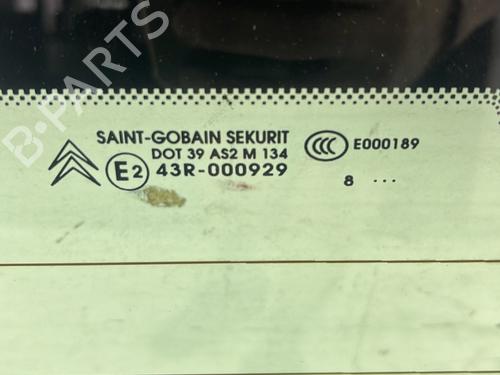 B-PARTS
SAINT-GOBAIN SEKURIT
DOT 39 AS2 M 134
E2 43R-000929
CCC E000189
8 ...